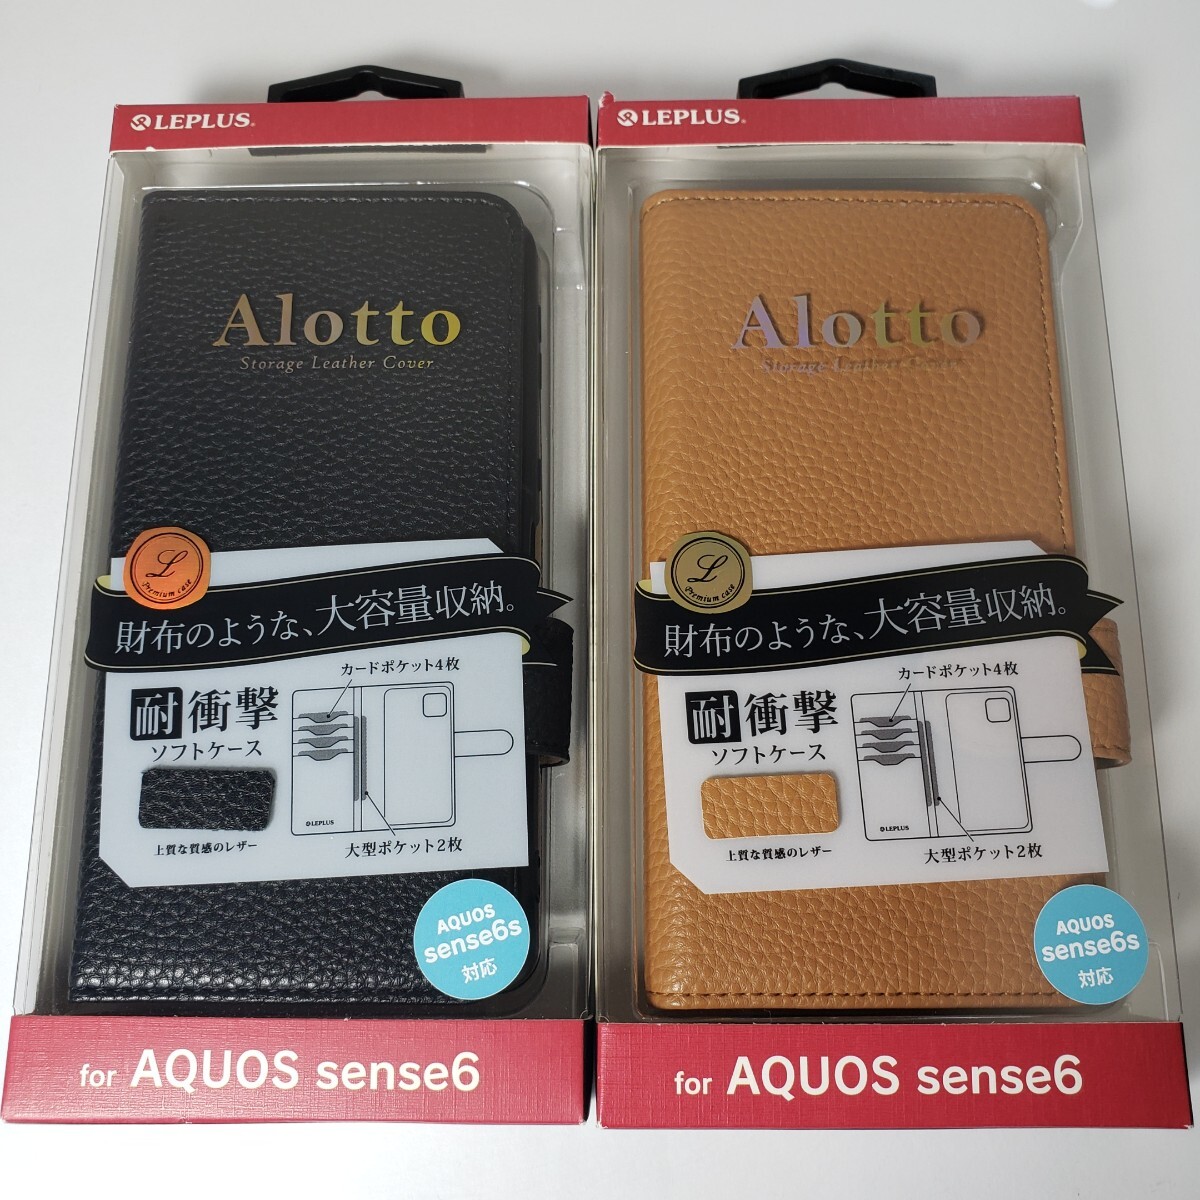 LEPLUS
Alotto
Storage Leather Cover
L
Premium case
財布のような、大容量収納。
カードポケット4枚
耐衝撃
ソフトケース
LEPLUS
上質な質感のレザー
大型ポケット2枚
AQUOS
sense6s
対応
for AQUOS sense6
LEPLUS
Alotto
Storage Leather Cover
L
Premium case
財布のような、大容量収納。
カードポケット4枚
耐衝撃
ソフトケース
LEPLUS
上質な質感のレザー
大型ポケット2枚
AQUOS
sense6s
対応
for AQUOS sense6